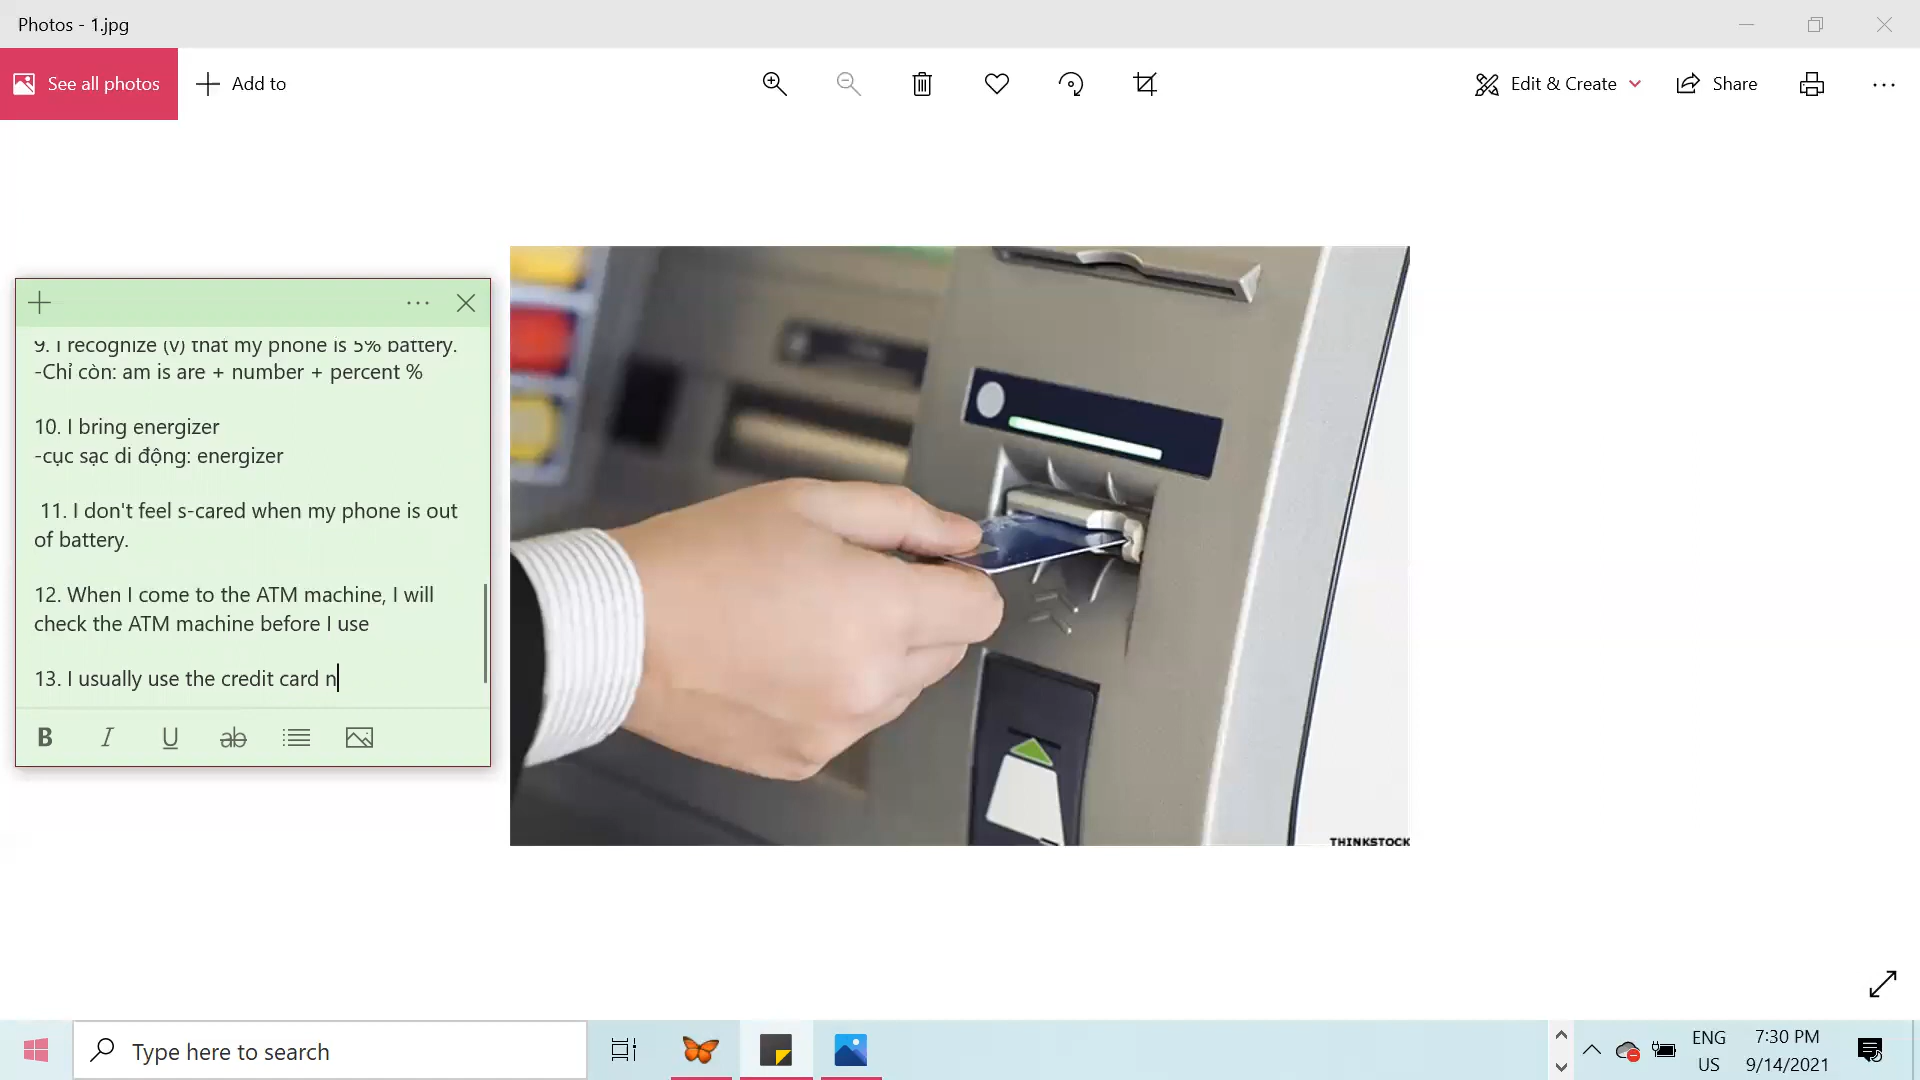 Photos - 1.jpg
See all photos
Add to
Edit & Create
Share
9. I recognize (v) that my phone is 5% battery.
-Chỉ còn: am is are + number + percent %
10. I bring energizer
-cục sạc di động: energizer
11. I don't feel s-cared when my phone is out
of battery.
12. When I come to the ATM machine, I will
check the ATM machine before I use
13. I usually use the credit card n
B I U ab
THINKSTOCK
Type here to search
ENG
US
7:30 PM
9/14/2021